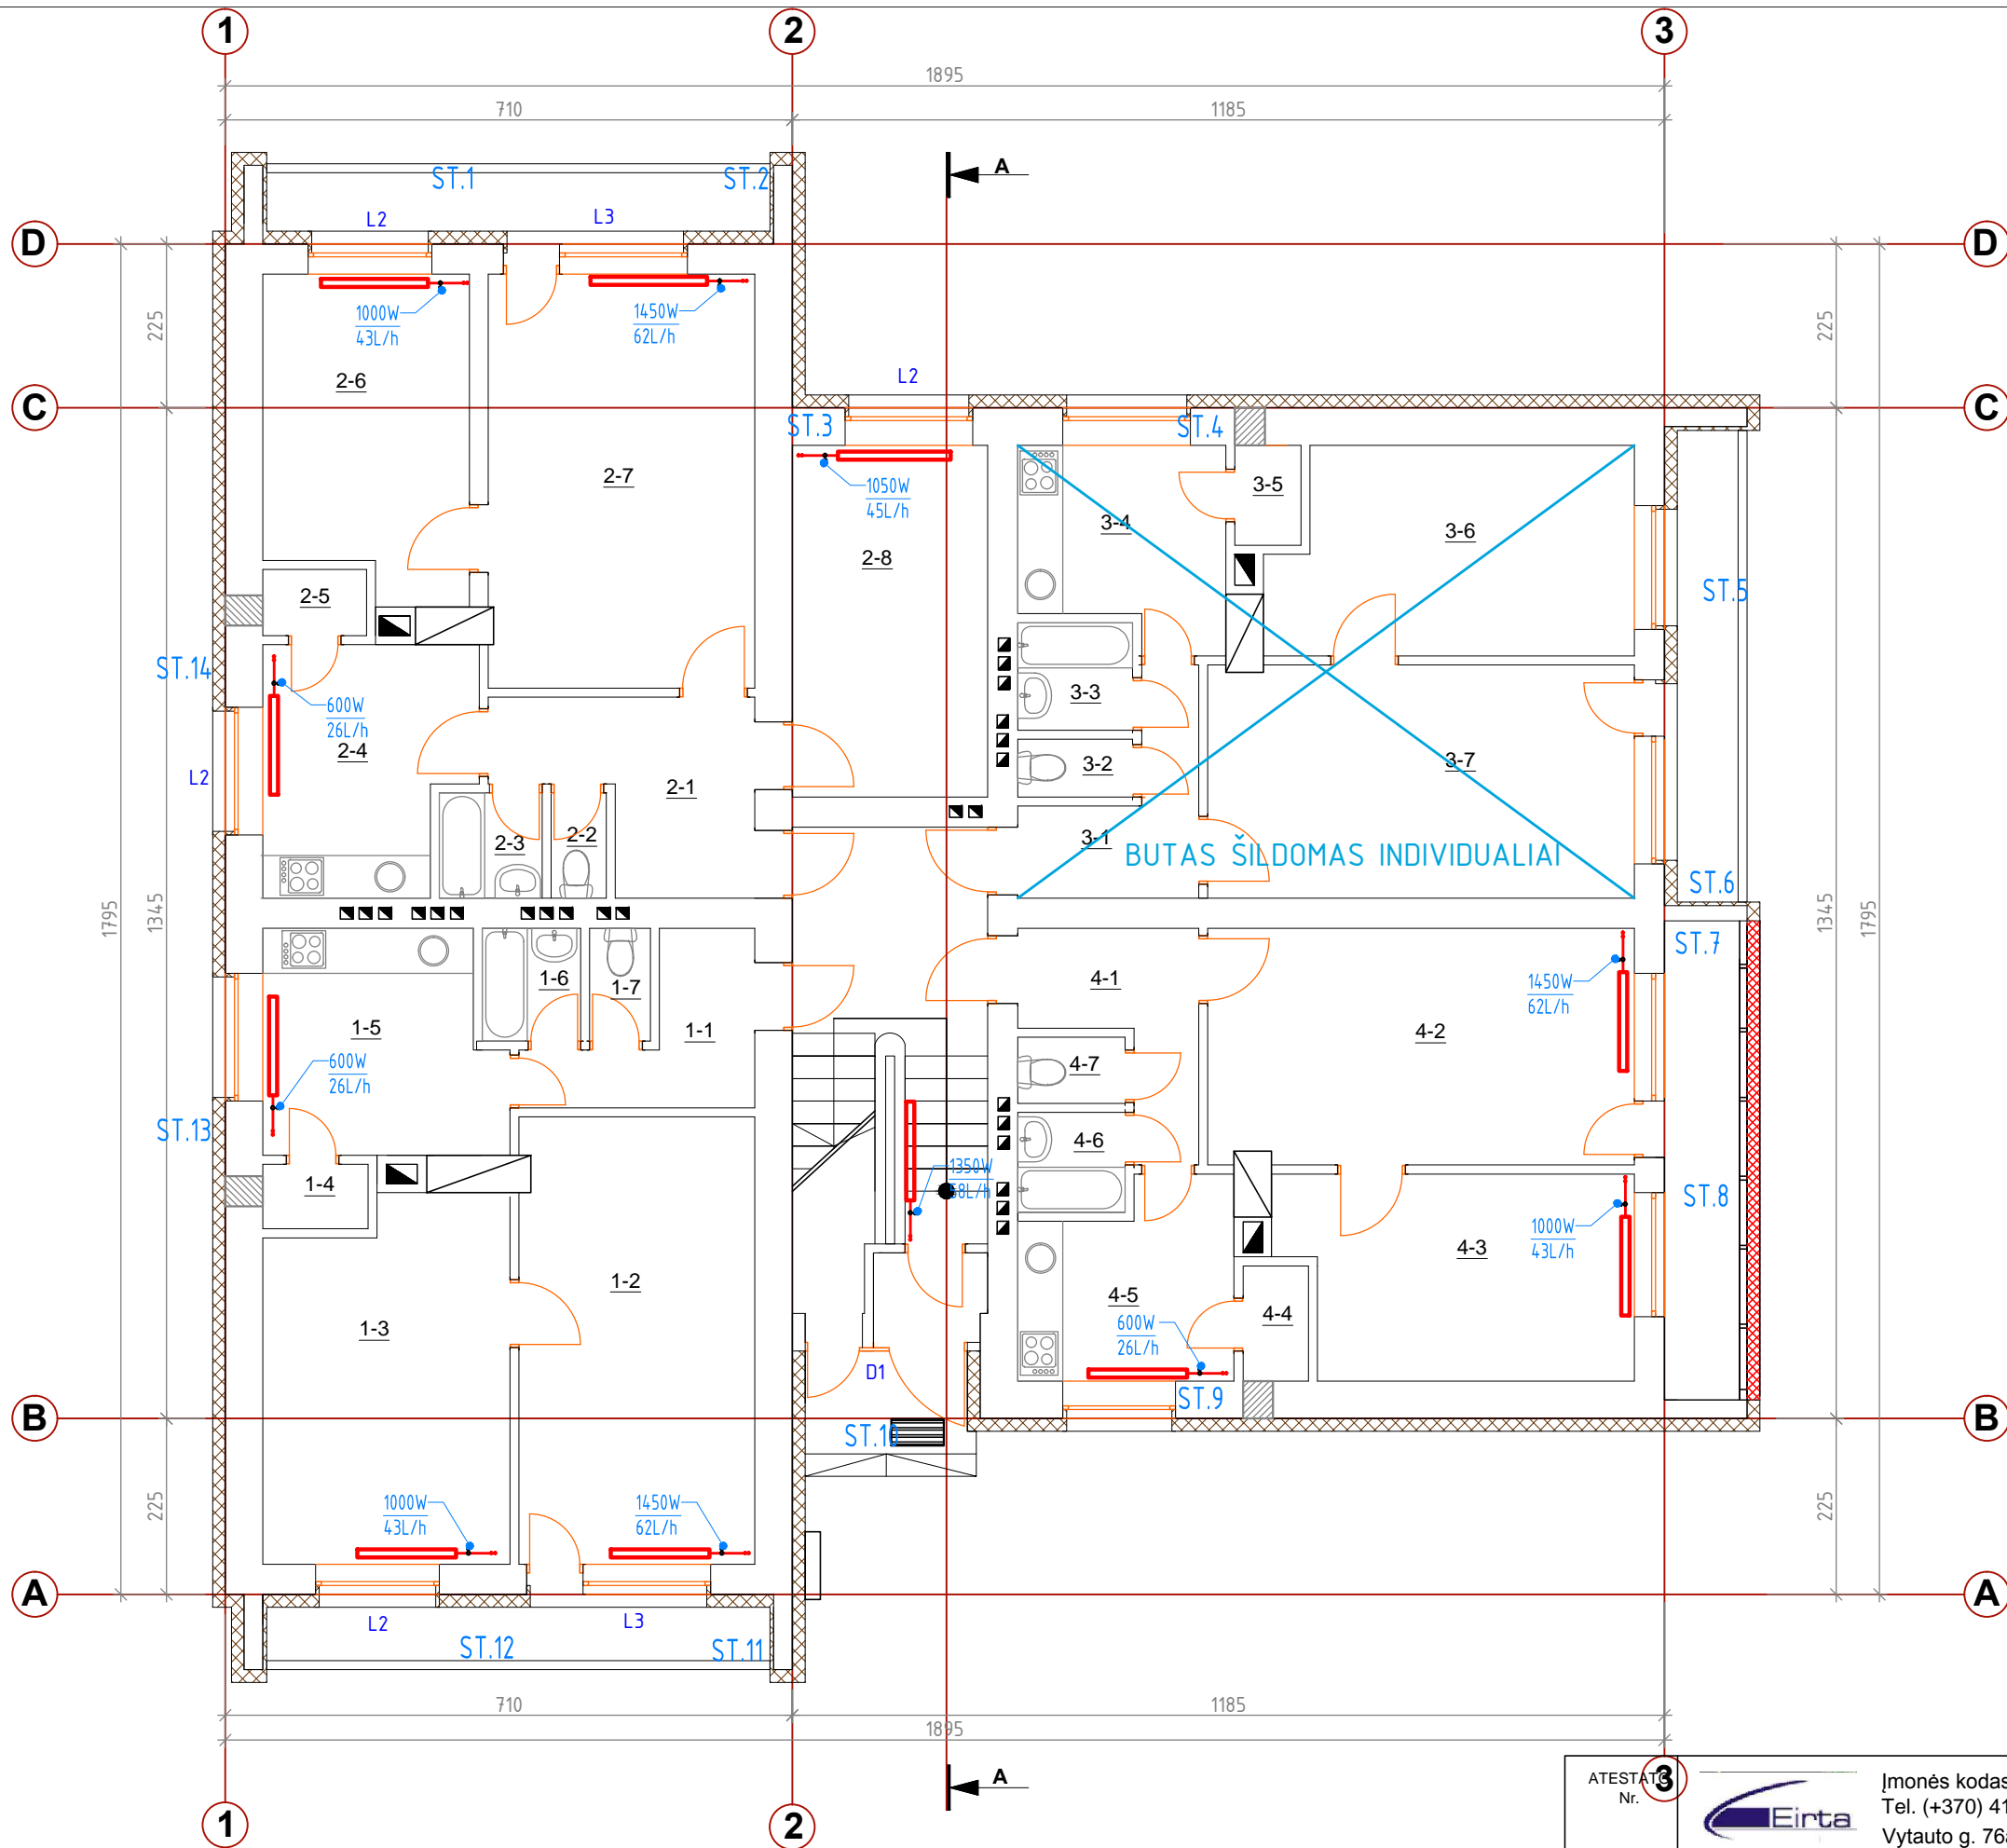 1
2
3
1895
710
1185
A
ST.1
ST.2
L2
L3
D
D
1000W
43L/h
1450W
62L/h
225
225
2-6
L2
C
C
ST.3
ST.4
2-7
1050W
45L/h
3-5
3-4
3-6
2-8
2-5
ST.5
ST.14
600W
26L/h
2-4
3-3
L2
3-2
3-7
2-1
2-2
2-3
3-1
BUTAS ŠILDOMAS INDIVIDUALIAI
ST.6
1795
1345
1345
1795
ST.7
1-6
1-7
4-1
1450W
62L/h
1-5
1-1
4-2
600W
26L/h
4-7
ST.13
4-6
1350W
58L/h
1-4
ST.8
1000W
43L/h
4-3
1-2
4-5
4-4
1-3
600W
26L/h
D1
ST.9
B
B
ST.10
1000W
43L/h
1450W
62L/h
225
225
A
A
L2
L3
ST.12
ST.11
710
1185
1895
A
1
2
3
ATESTATO
Nr.
Eirta
Įmonės kodas
Tel. (+370) 41
Vytauto g. 76